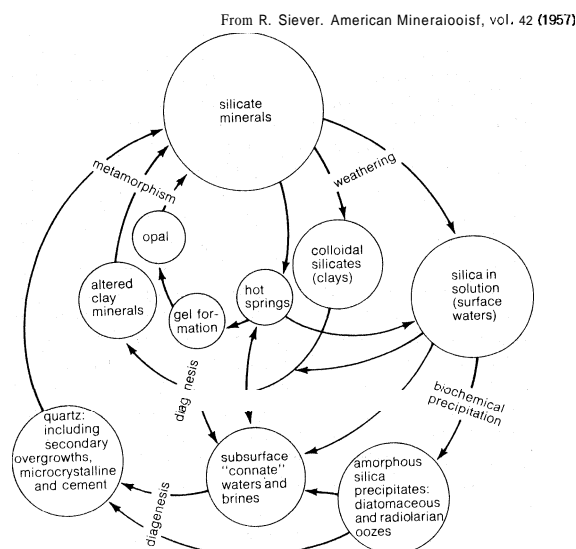 From R. Siever. American Mineraiooisf, vol. 42 (1957)
silicate
minerals
metamorphism
weathering
opal
colloidal
silicates
(clays)
silica in
solution
(surface
waters)
altered
clay
minerals
hot
springs
gel for-
mation
diag nesis
biochemical
precipitation
quartz:
including
secondary
overgrowths,
microcrystalline
and cement
subsurface
"connate"
waters and
brines
amorphous
silica
precipitates:
diatomaceous
and radiolarian
oozes
diagenesis